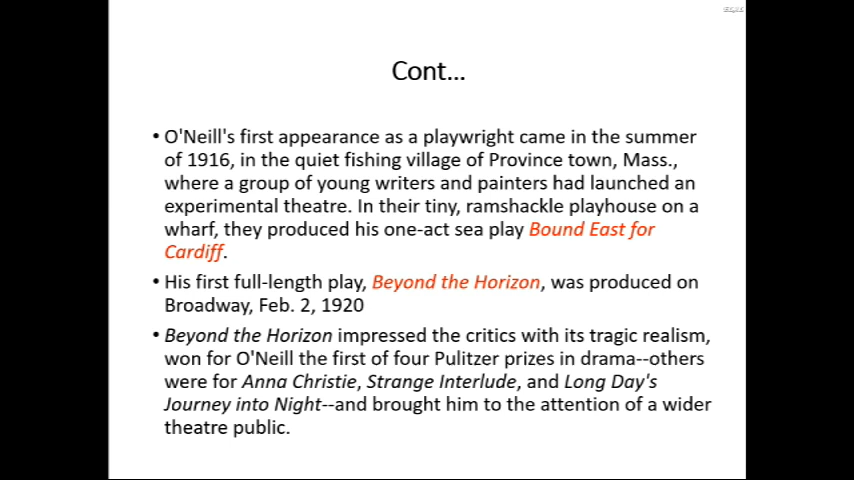 Cont...
• O'Neill's first appearance as a playwright came in the summer
of 1916, in the quiet fishing village of Province town, Mass.,
where a group of young writers and painters had launched an
experimental theatre. In their tiny, ramshackle playhouse on a
wharf, they produced his one-act sea play Bound East for
Cardiff.
• His first full-length play, Beyond the Horizon, was produced on
Broadway, Feb. 2, 1920
• Beyond the Horizon impressed the critics with its tragic realism,
won for O'Neill the first of four Pulitzer prizes in drama--others
were for Anna Christie, Strange Interlude, and Long Day's
Journey into Night--and brought him to the attention of a wider
theatre public.